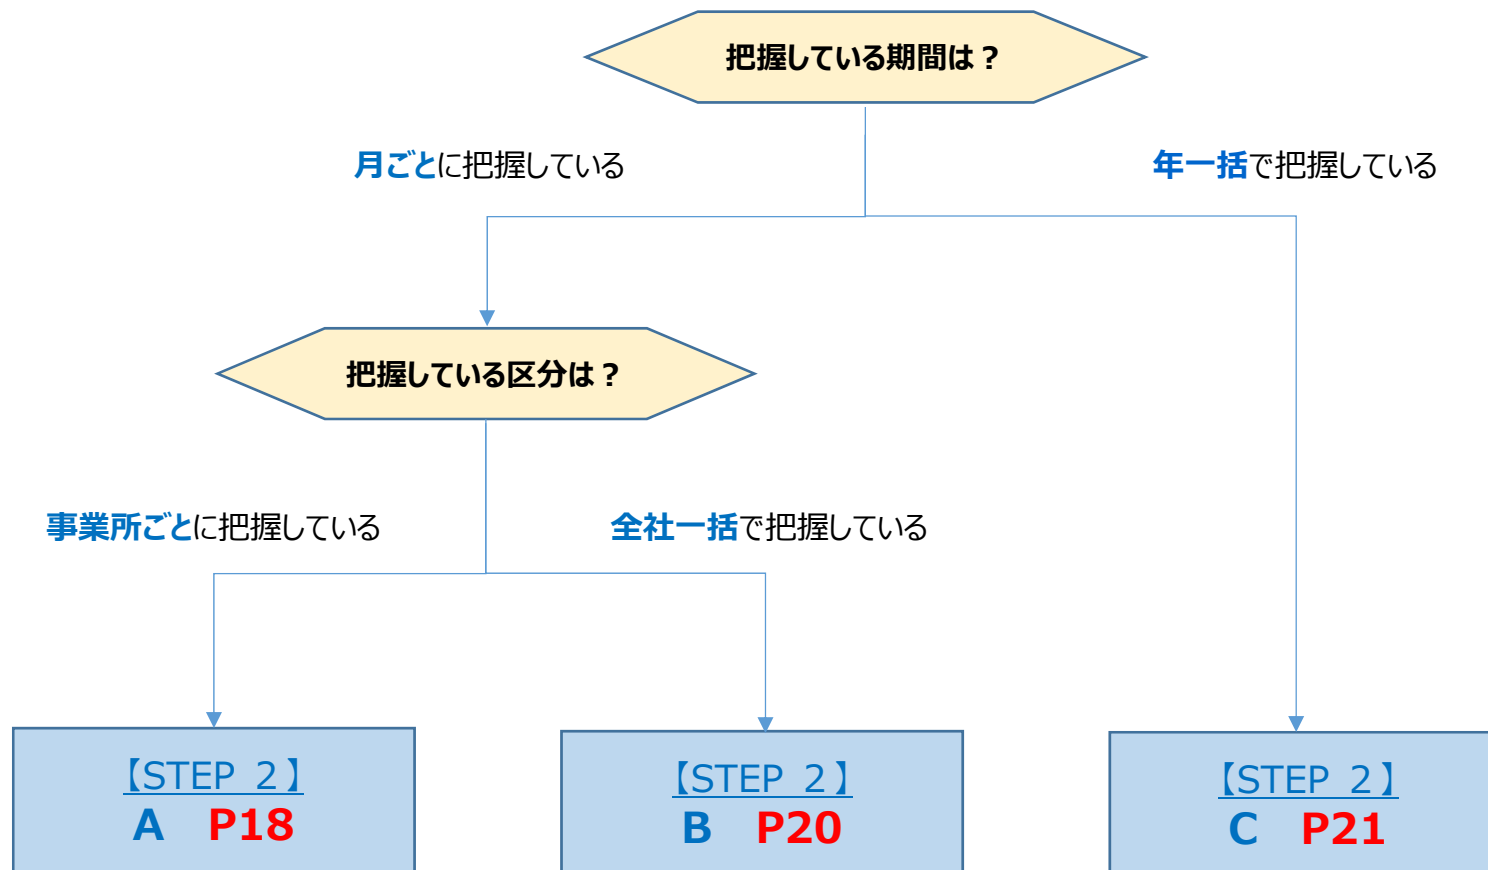 把握している期間は？
月ごとに把握している
年一括で把握している
把握している区分は？
事業所ごとに把握している
全社一括で把握している
【STEP ２】
A P18
【STEP ２】
B P20
【STEP ２】
C P21